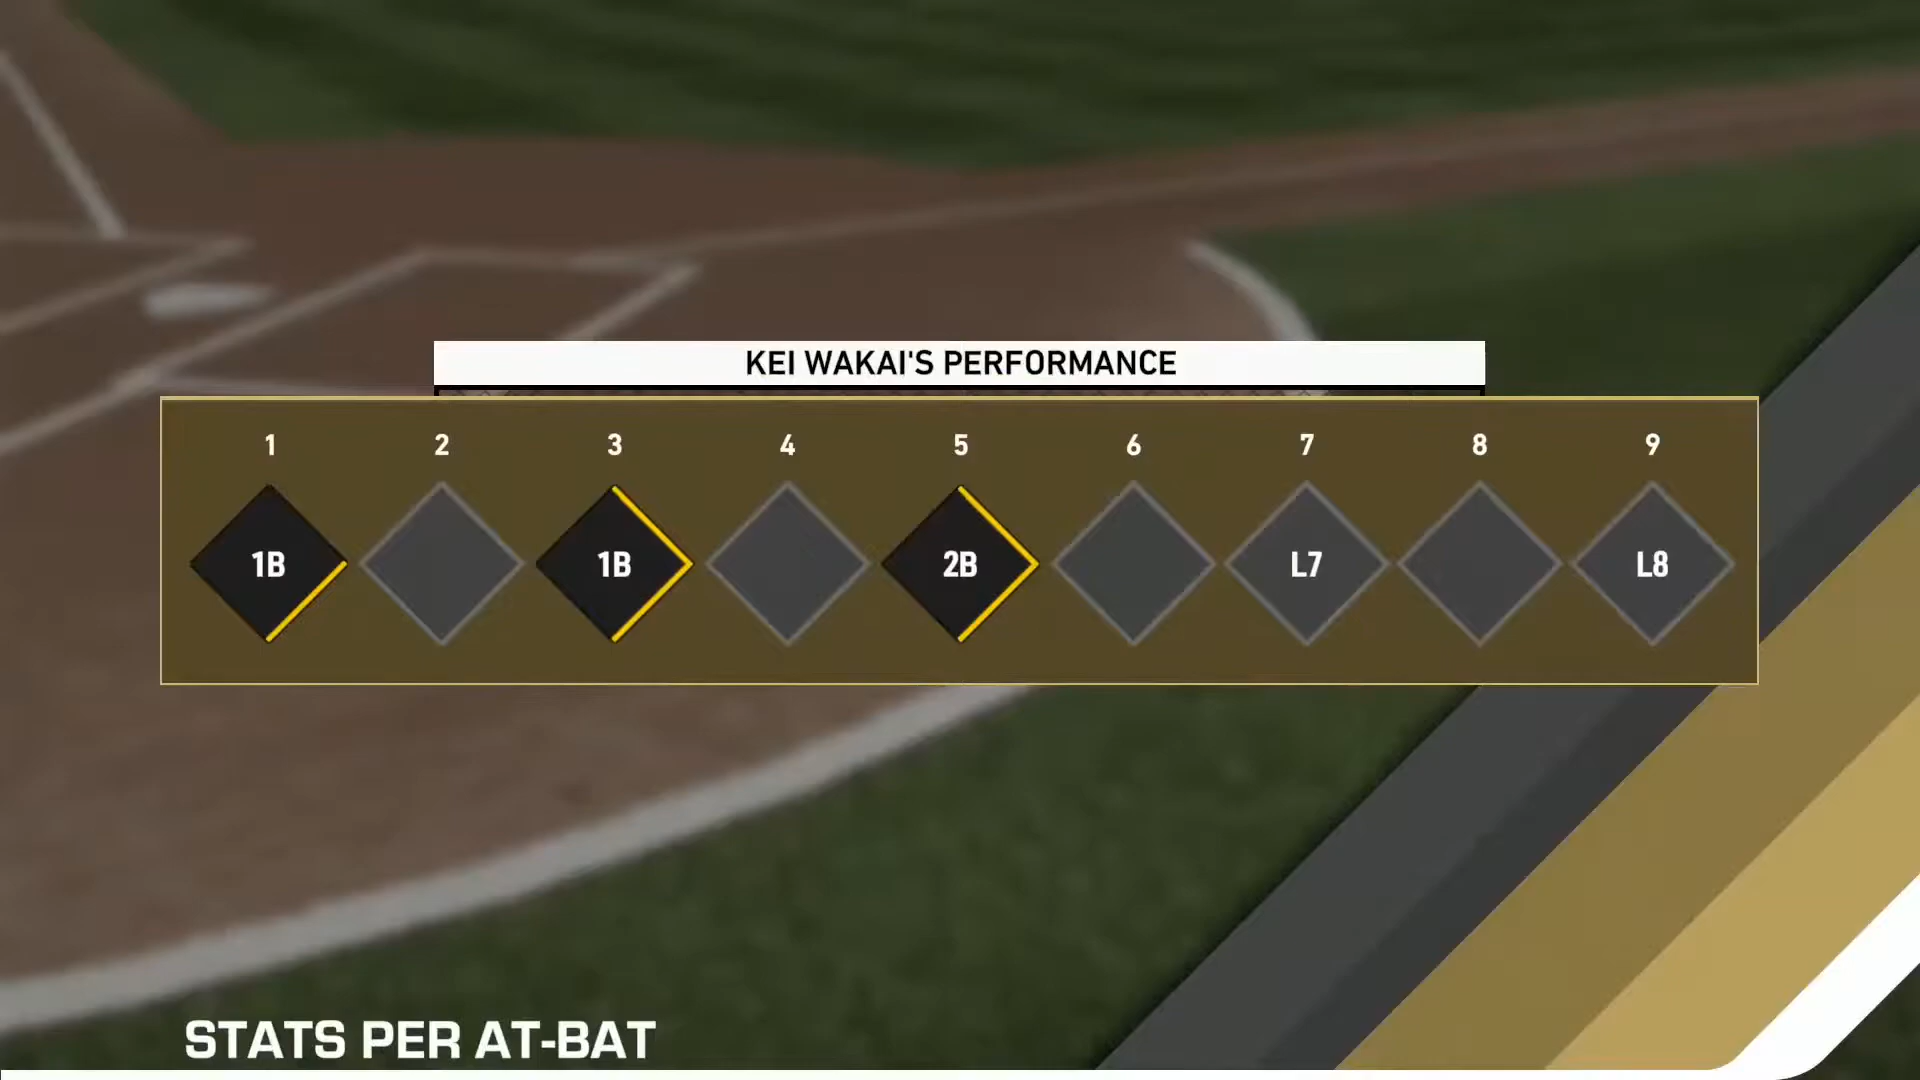 KEI WAKAI'S PERFORMANCE
1 2 3 4 5 6 7 8 9
1B 1B 2B L7 L8
STATS PER AT-BAT